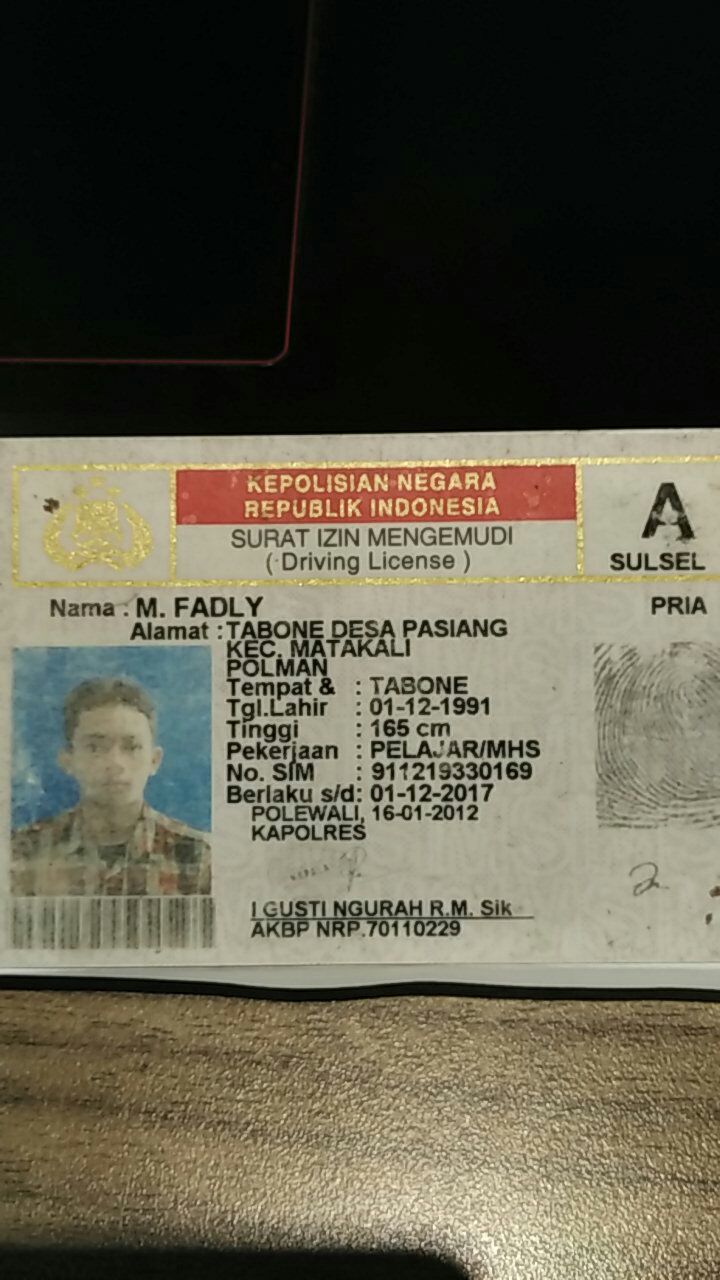 KEPOLISIAN NEGARA
REPUBLIK INDONESIA
SURAT IZIN MENGEMUDI
( Driving License )
A
SULSEL
Nama : M. FADLY
PRIA
Alamat : TABONE DESA PASIANG
KEC. MATAKALI
POLMAN
Tempat & : TABONE
Tgl.Lahir : 01-12-1991
Tinggi : 165 cm
Pekerjaan : PELAJAR/MHS
No. SIM : 911219330169
Berlaku s/d: 01-12-2017
POLEWALI, 16-01-2012
KAPOLRES
I GUSTI NGURAH R.M. Sik
AKBP NRP.70110229